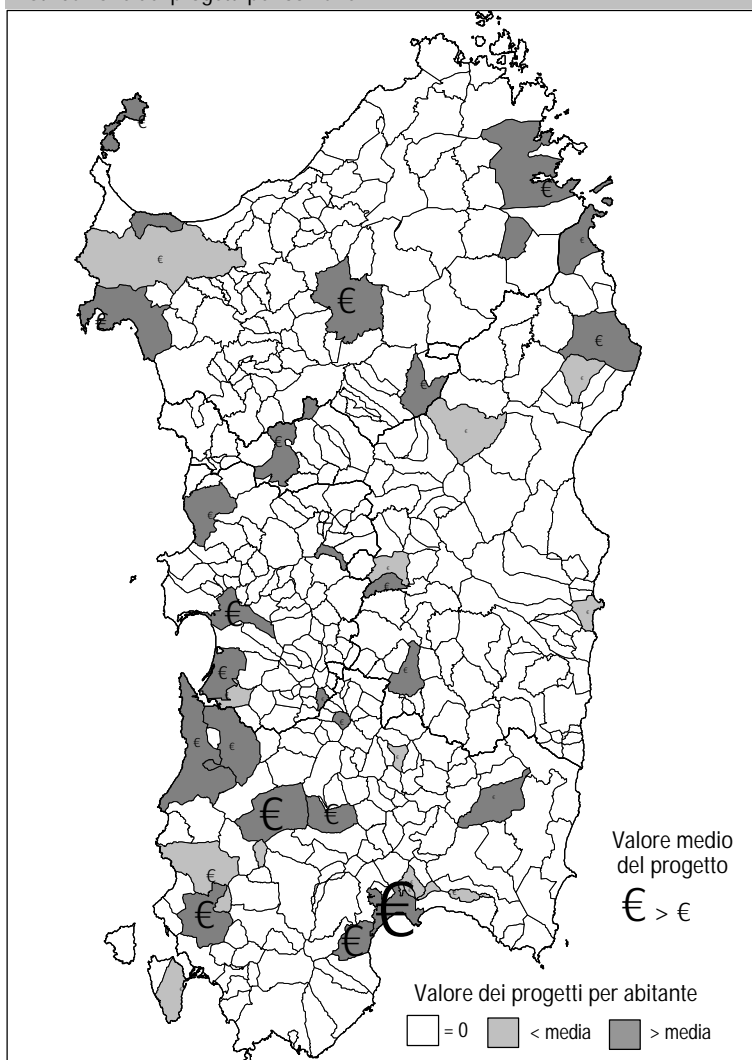 Valore medio
del progetto
€ > €
Valore dei progetti per abitante
= 0 < media > media